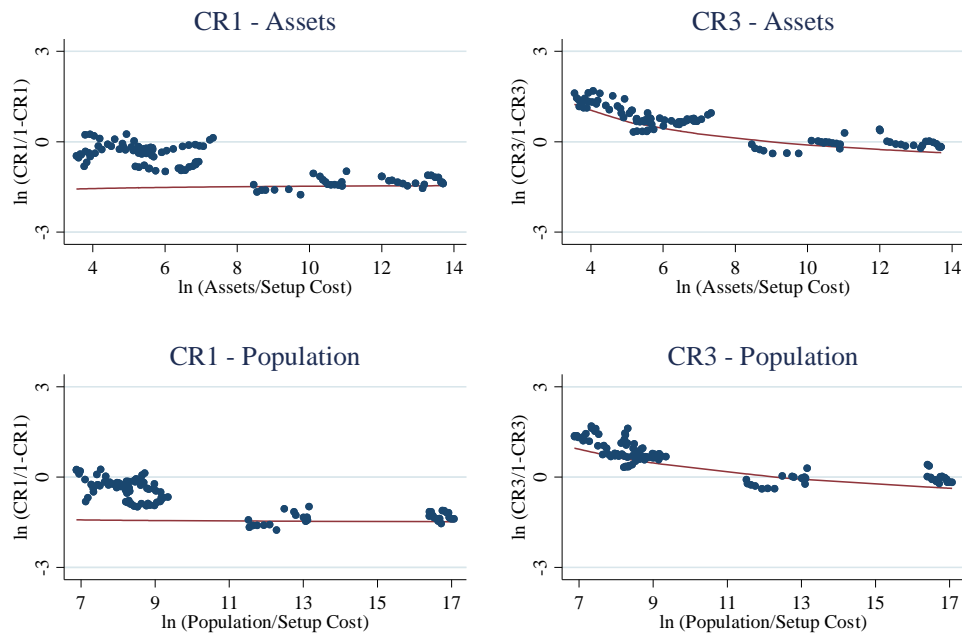 CR1 - Assets
ln (CR1/1-CR1)
3
0
-3
4 6 8 10 12 14
ln (Assets/Setup Cost)
CR3 - Assets
ln (CR3/1-CR3)
3
0
-3
4 6 8 10 12 14
ln (Assets/Setup Cost)
CR1 - Population
ln (CR1/1-CR1)
3
0
-3
7 9 11 13 15 17
ln (Population/Setup Cost)
CR3 - Population
ln (CR3/1-CR3)
3
0
-3
7 9 11 13 15 17
ln (Population/Setup Cost)